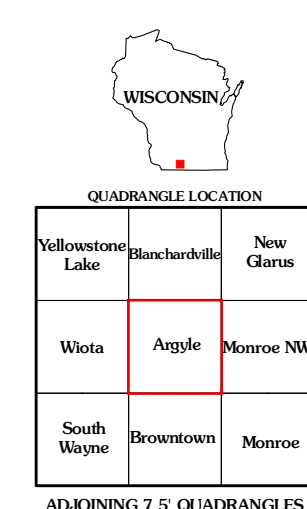 WISCONSIN
QUADRANGLE LOCATION
Yellowstone
Lake
Blanchardville
New
Glarus
Wiota
Argyle
Monroe NW
South
Wayne
Browntown
Monroe
ADJOINING 7.5' QUADRANGLES